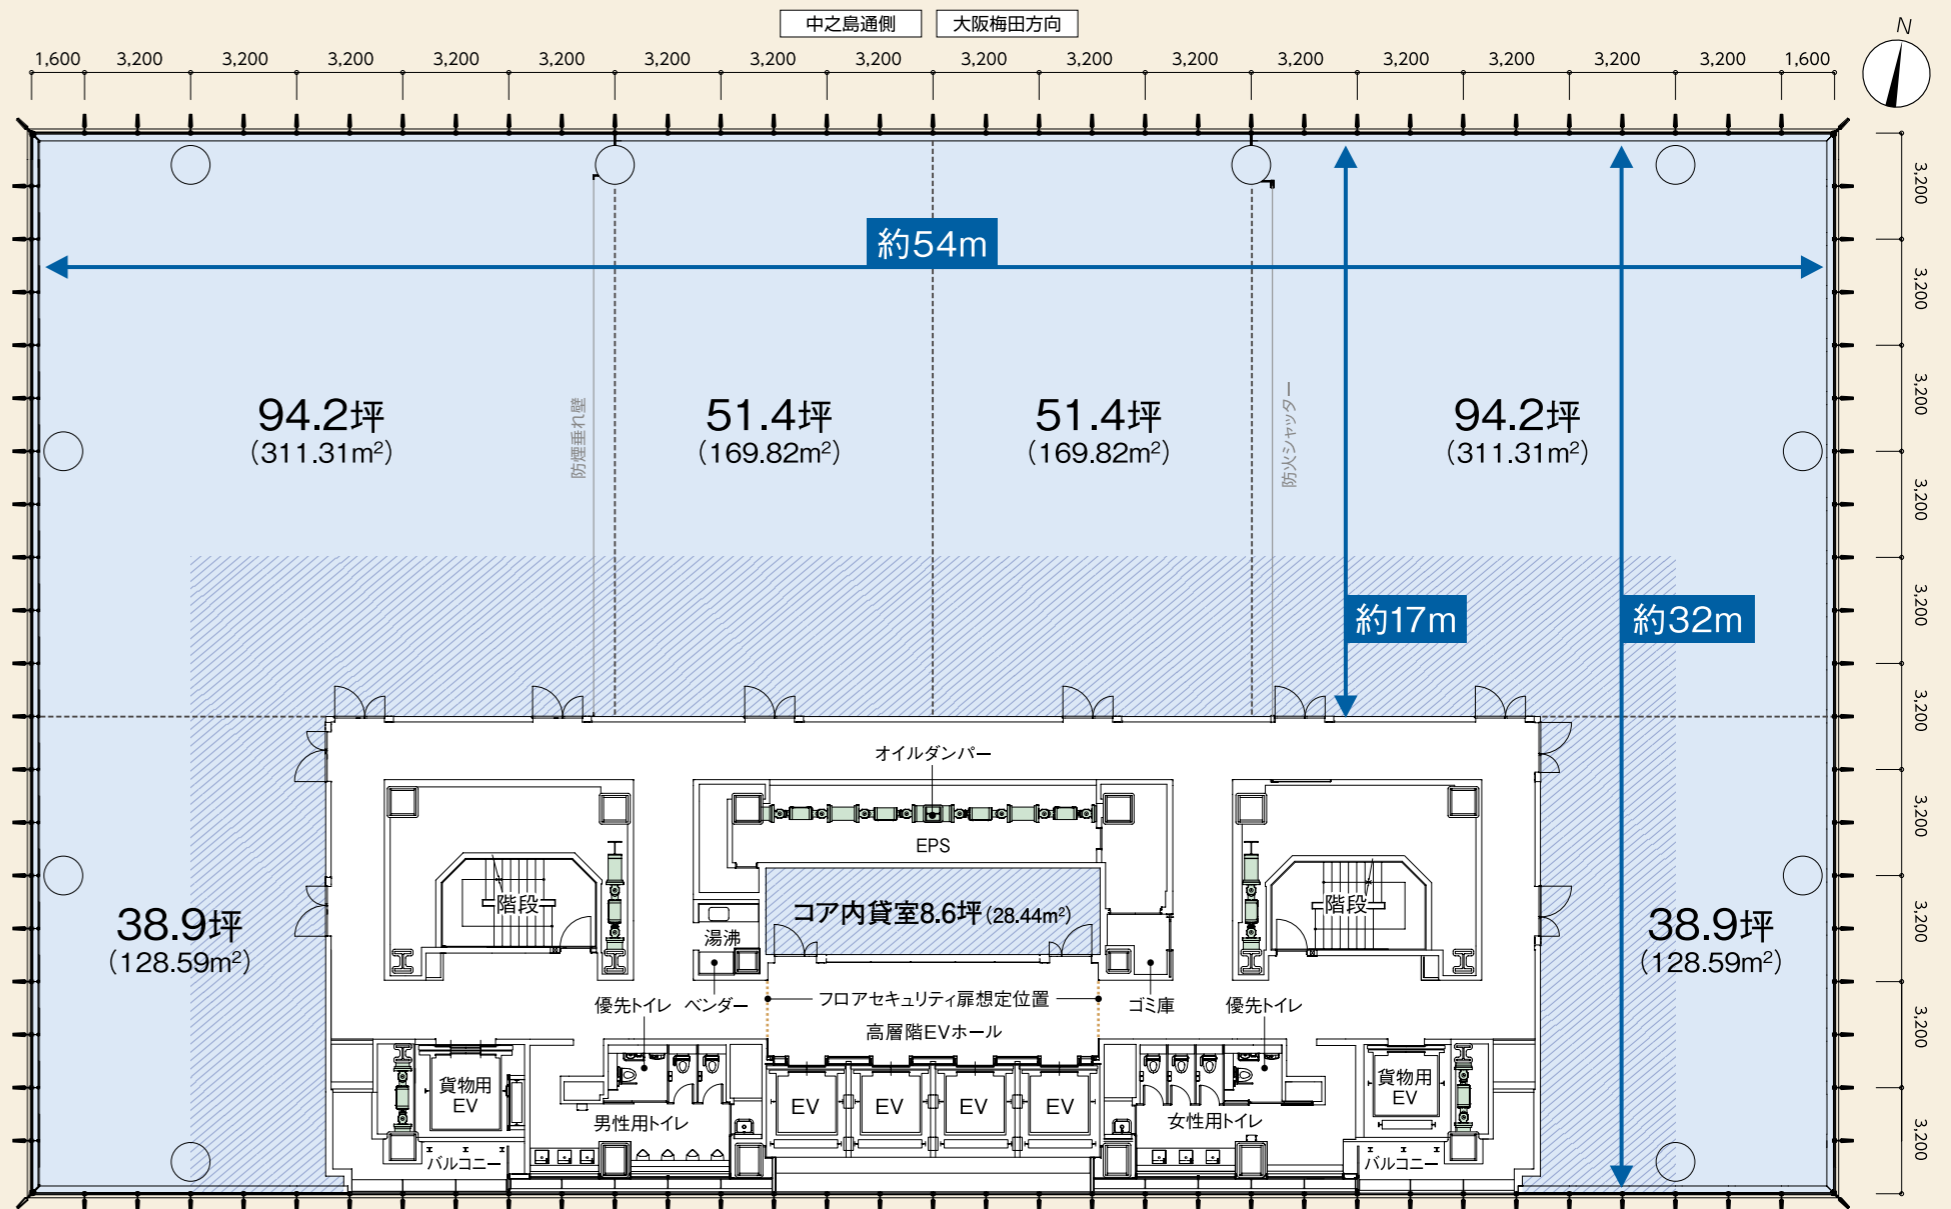 中之島通側 大阪梅田方向
N
1,600 3,200 3,200 3,200 3,200 3,200 3,200 3,200 3,200 3,200 3,200 3,200 3,200 3,200 3,200 3,200 3,200 1,600
3,200
3,200
3,200
3,200
3,200
3,200
3,200
3,200
3,200
3,200
約54m
94.2坪
(311.31m²)
防煙垂れ壁
51.4坪
(169.82m²)
51.4坪
(169.82m²)
防火シャッター
94.2坪
(311.31m²)
約17m
約32m
オイルダンパー
EPS
階段
コア内貸室8.6坪(28.44m²)
階段
湯沸
38.9坪
(128.59m²)
38.9坪
(128.59m²)
優先トイレ ベンダー
フロアセキュリティ扉想定位置
ゴミ庫
優先トイレ
高層階EVホール
貨物用
EV
男性用トイレ
EV EV EV EV
女性用トイレ
貨物用
EV
バルコニー
バルコニー